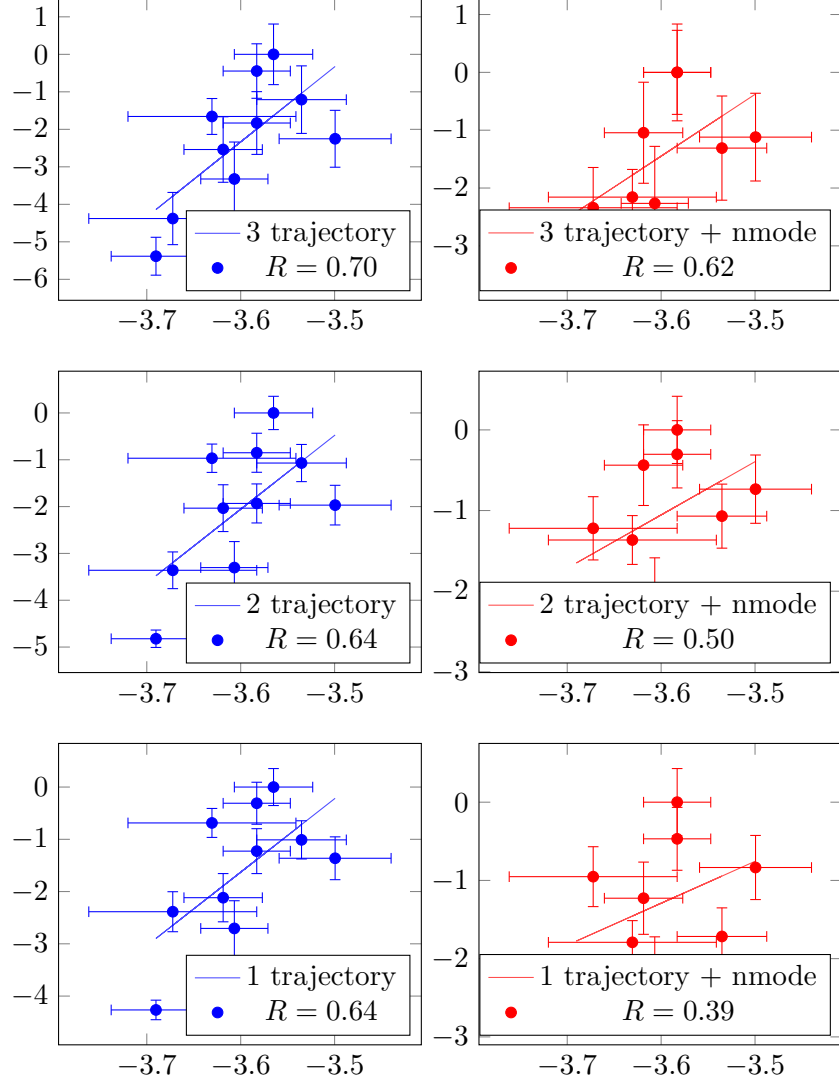 1
0
−1
−2
−3
−4
−5
−6
3 trajectory
R = 0.70
−3.7 −3.6 −3.5
0
−1
−2
−3
3 trajectory + nmode
R = 0.62
−3.7 −3.6 −3.5
0
−1
−2
−3
−4
−5
2 trajectory
R = 0.64
−3.7 −3.6 −3.5
0
−1
−2
−3
2 trajectory + nmode
R = 0.50
−3.7 −3.6 −3.5
0
−1
−2
−3
−4
1 trajectory
R = 0.64
−3.7 −3.6 −3.5
0
−1
−2
−3
1 trajectory + nmode
R = 0.39
−3.7 −3.6 −3.5